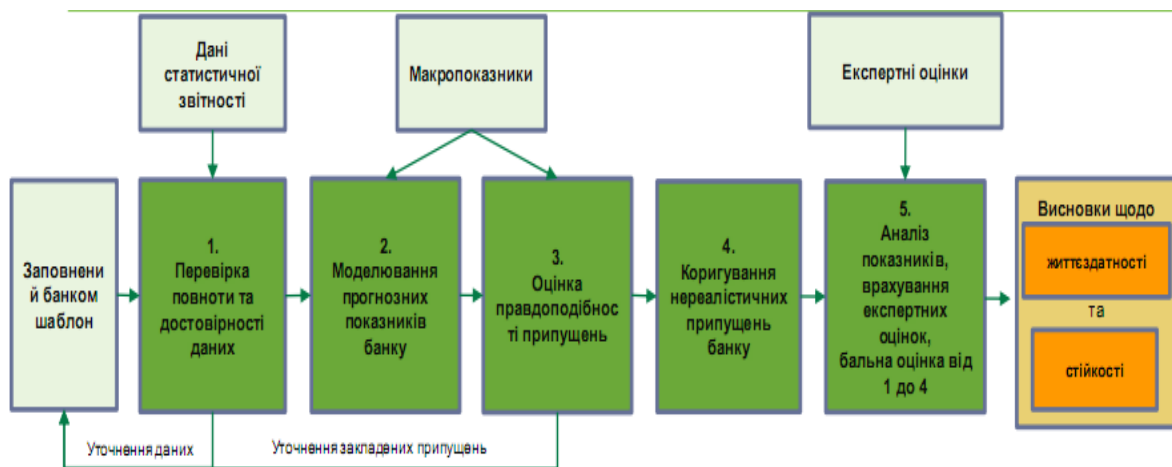 Дані
статистичної
звітності
Макропоказники
Експертні оцінки
Заповнени
й банком
шаблон
1.
Перевірка
повноти та
достовірності
даних
2.
Моделювання
прогнозних
показників
банку
3.
Оцінка
правдоподібнос
ті припущень
4.
Коригування
нереалістичних
припущень
банку
5.
Аналіз
показників,
врахування
експертних
оцінок,
бальна оцінка від
1 до 4
Висновки щодо
життєздатності
та
стійкості
Уточнення даних
Уточнення закладених припущень